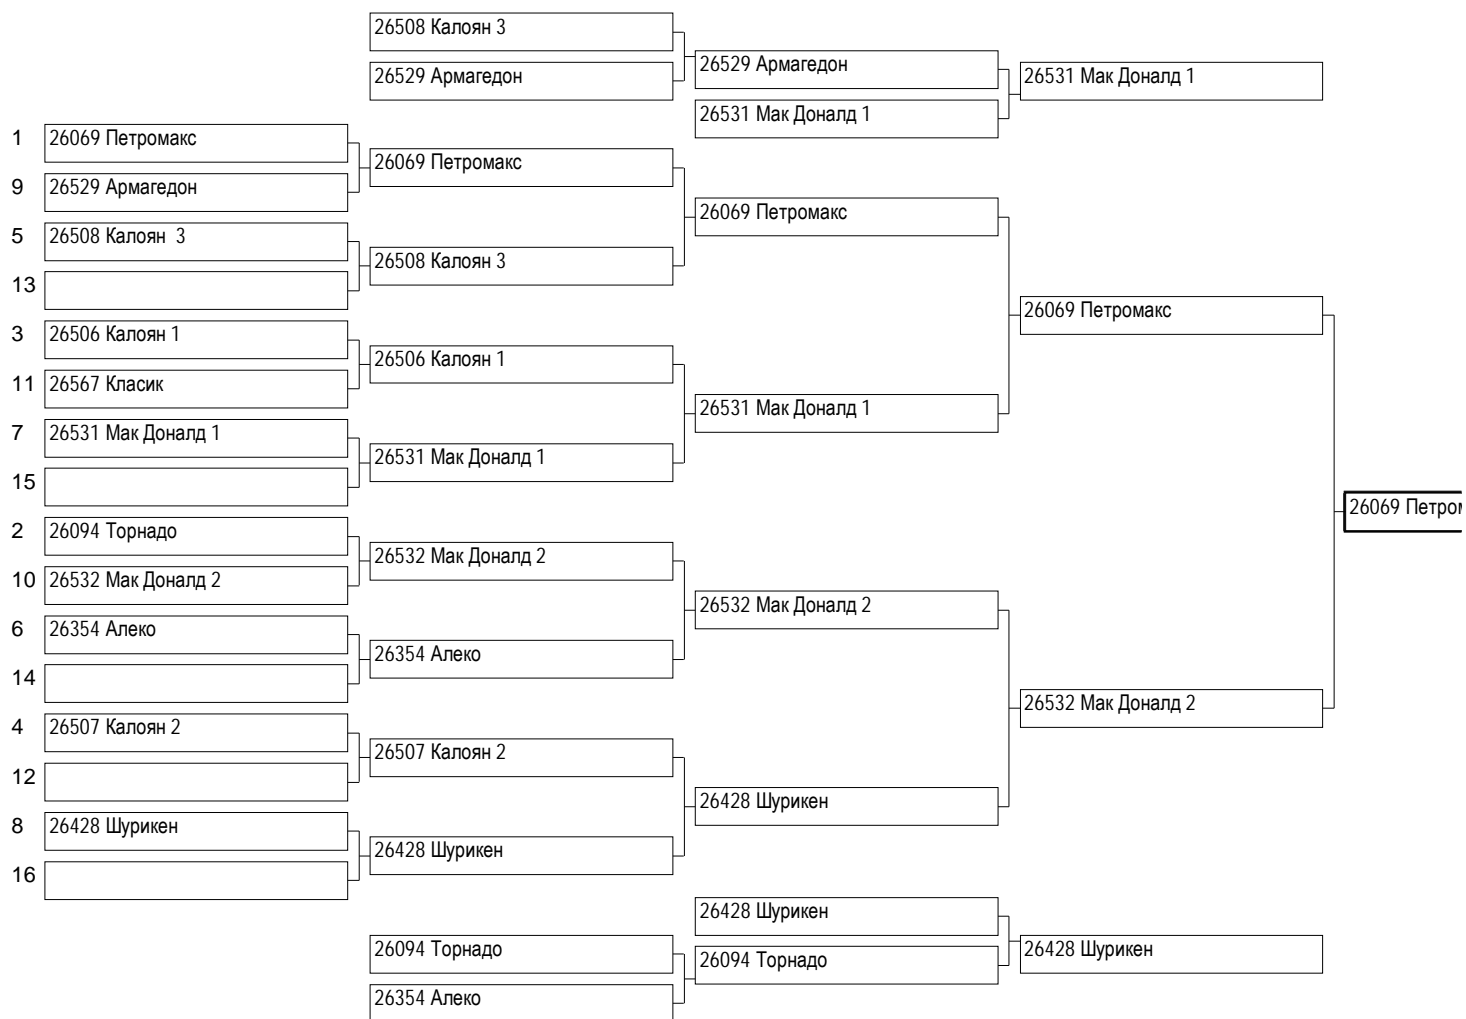 26508 Калоян 3
26529 Армагедон
26529 Армагедон
26531 Мак Доналд 1
26531 Мак Доналд 1
1 26069 Петромакс
9 26529 Армагедон
5 26508 Калоян 3
13
3 26506 Калоян 1
11 26567 Класик
7 26531 Мак Доналд 1
15
2 26094 Торнадо
10 26532 Мак Доналд 2
6 26354 Алеко
14
4 26507 Калоян 2
12
8 26428 Шурикен
16
26069 Петромакс
26508 Калоян 3
26506 Калоян 1
26531 Мак Доналд 1
26532 Мак Доналд 2
26354 Алеко
26507 Калоян 2
26428 Шурикен
26069 Петромакс
26531 Мак Доналд 1
26532 Мак Доналд 2
26428 Шурикен
26069 Петромакс
26532 Мак Доналд 2
26069 Петром
26094 Торнадо
26354 Алеко
26428 Шурикен
26094 Торнадо
26428 Шурикен